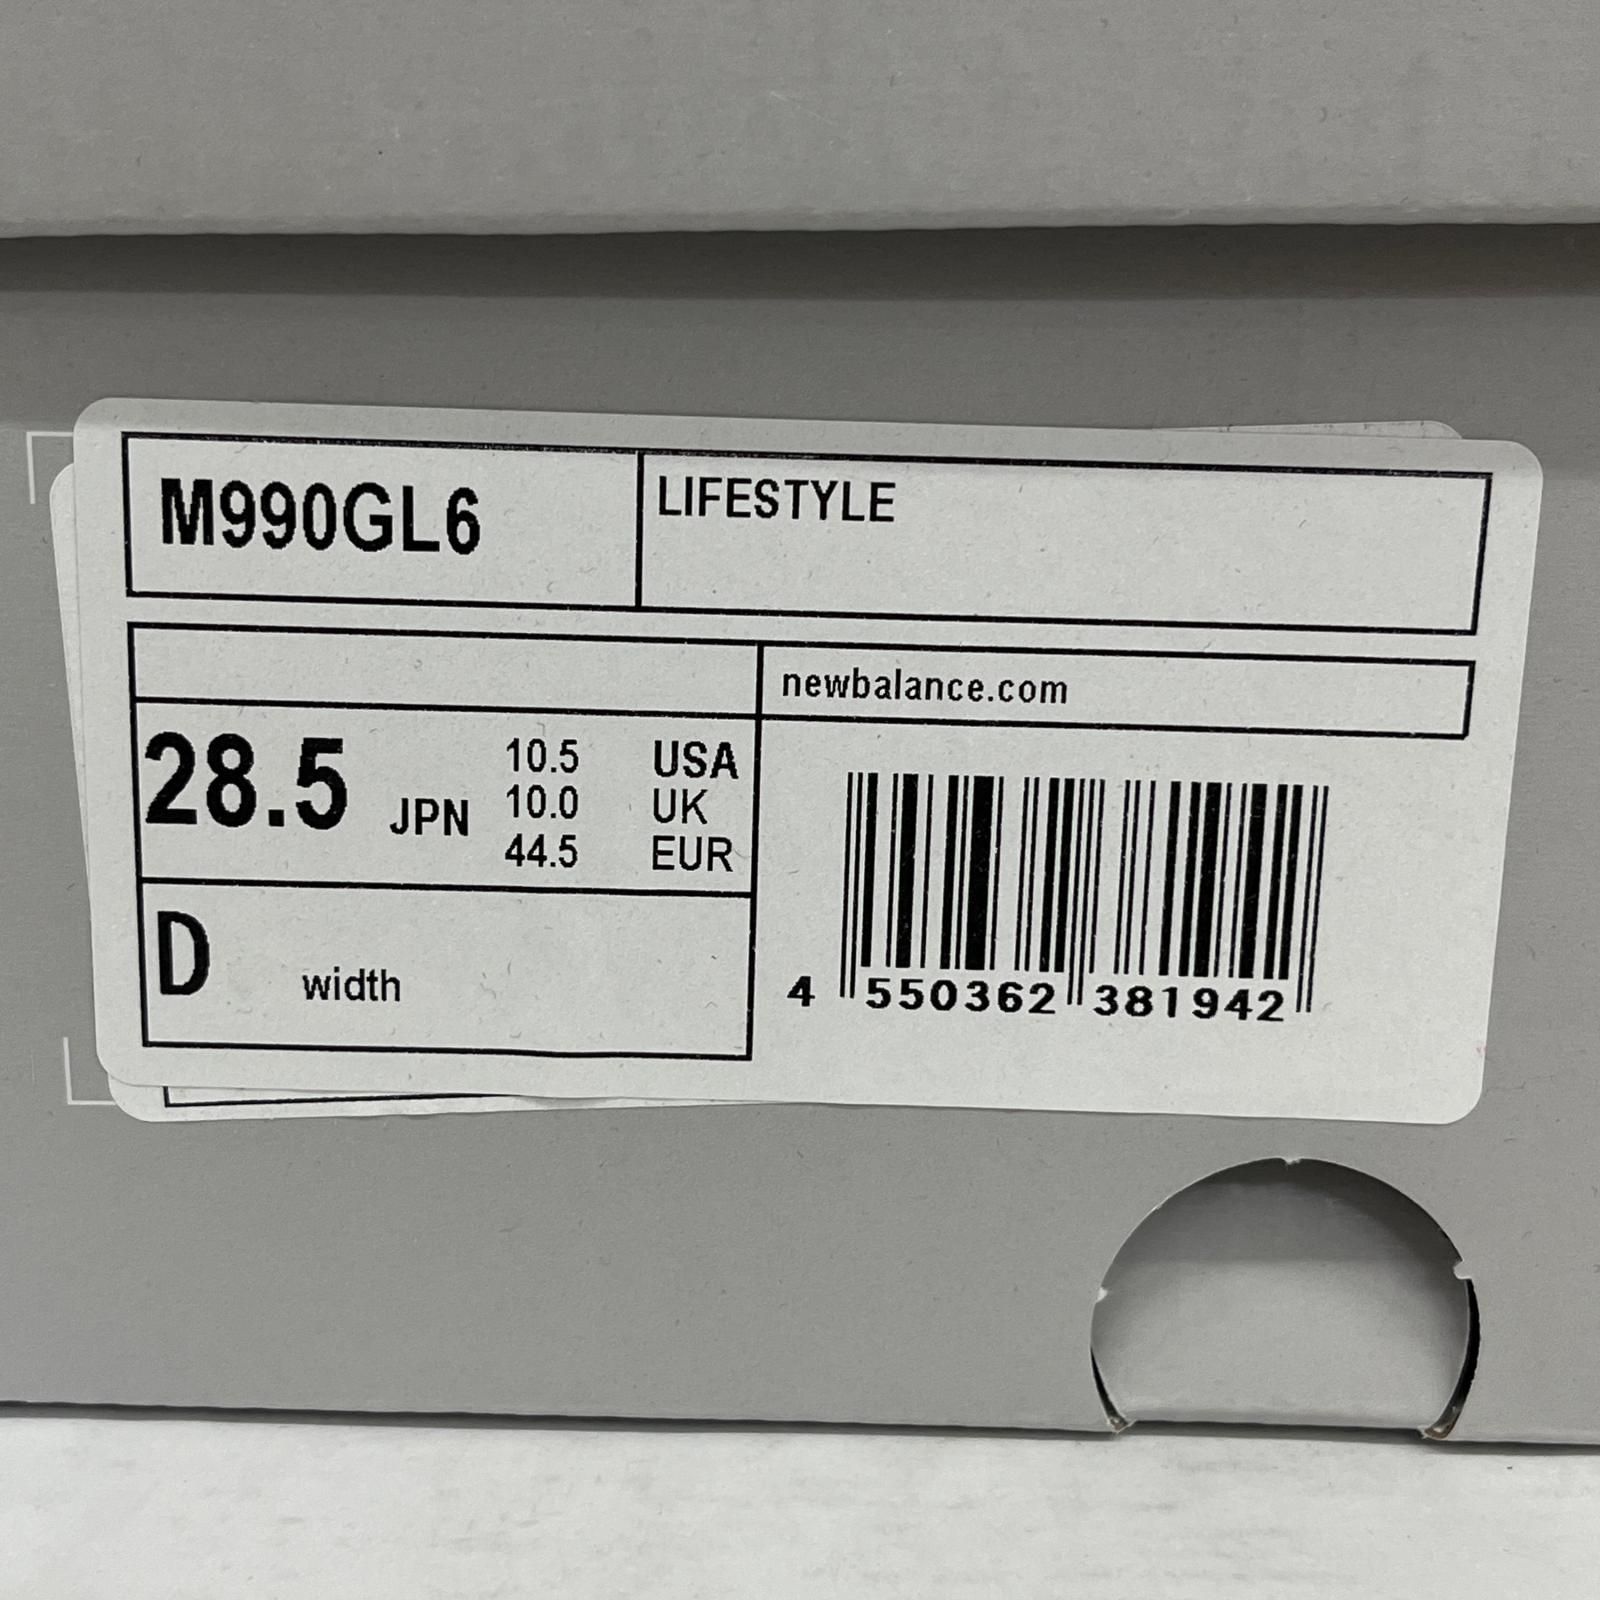 M990GL6
LIFESTYLE
newbalance.com
28.5 JPN
10.5 USA
10.0 UK
44.5 EUR
D width
4 550362 381942